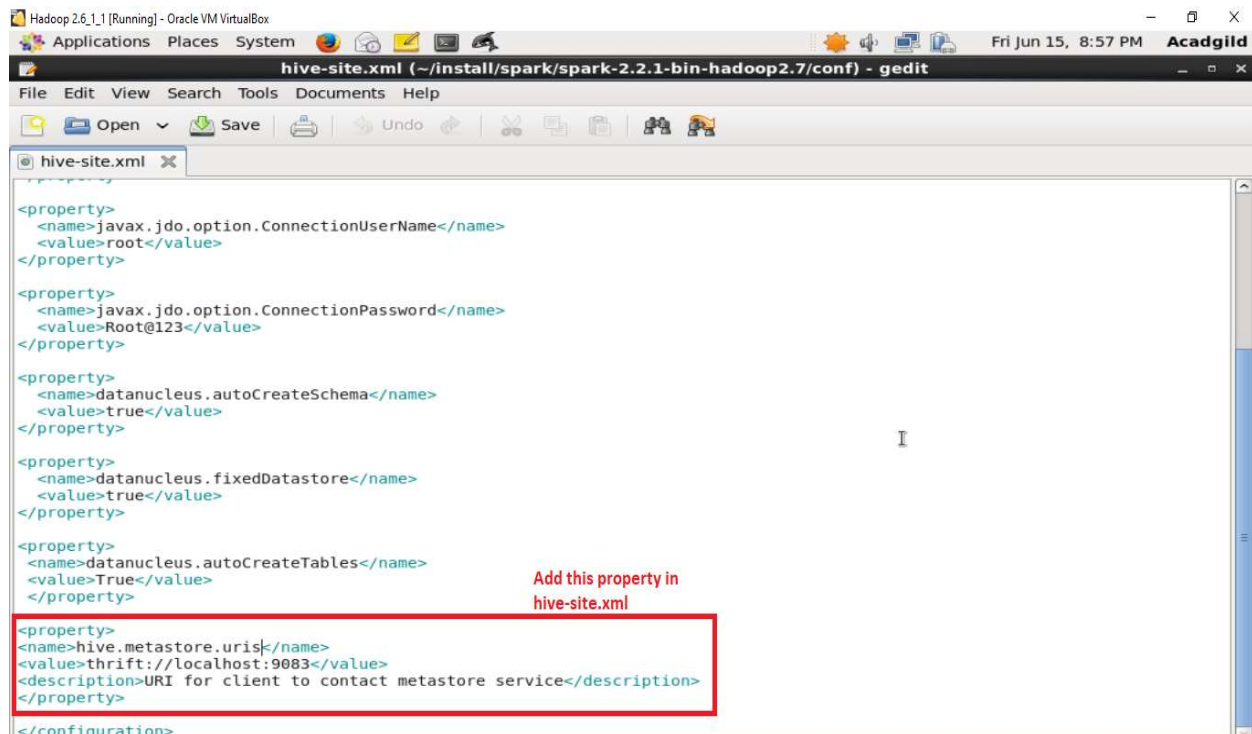 Hadoop 2.6_1_1 [Running] - Oracle VM VirtualBox
Applications Places System Fri Jun 15, 8:57 PM Acadgild
hive-site.xml (~/install/spark/spark-2.2.1-bin-hadoop2.7/conf) - gedit
File Edit View Search Tools Documents Help
Open Save Undo
hive-site.xml
</property>
<property>
<name>javax.jdo.option.ConnectionUserName</name>
<value>root</value>
</property>
<property>
<name>javax.jdo.option.ConnectionPassword</name>
<value>Root@123</value>
</property>
<property>
<name>datanucleus.autoCreateSchema</name>
<value>true</value>
</property>
<property>
<name>datanucleus.fixedDatastore</name>
<value>true</value>
</property>
<property>
<name>datanucleus.autoCreateTables</name>
<value>True</value>
</property>
Add this property in
hive-site.xml
<property>
<name>hive.metastore.uris</name>
<value>thrift://localhost:9083</value>
<description>URI for client to contact metastore service</description>
</property>
</configuration>